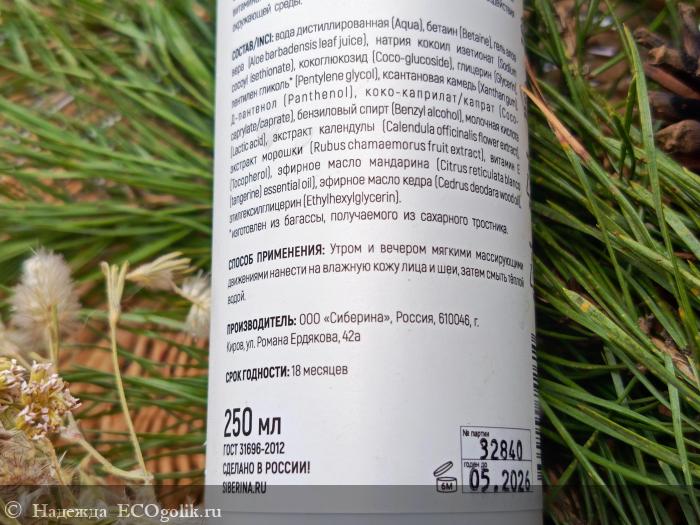 окружающей среды.
СОСТАВ/INCI: вода дистиллированная (Aqua), бетаин (Betaine), гель алоэ
вера (Aloe barbadensis leaf juice), натрия кокоил изетионат (Sodium
cocoyl isethionate), кокоглюкозид (Coco-glucoside), глицерин (Glycerin),
пентилен гликоль* (Pentylene glycol), ксантановая камедь (Xanthan gum),
Д-пантенол (Panthenol), коко-каприлат/капрат (Coco-
caprylate/caprate), бензиловый спирт (Benzyl alcohol), молочная кислота
(Lactic acid), экстракт календулы (Calendula officinalis flower extract),
экстракт морошки (Rubus chamaemorus fruit extract), витамин Е
(Tocopherol), эфирное масло мандарина (Citrus reticulata blanco
(tangerine) essential oil), эфирное масло кедра (Cedrus deodara wood oil),
этилгексилглицерин (Ethylhexylglycerin).
*изготовлен из багассы, получаемого из сахарного тростника.
СПОСОБ ПРИМЕНЕНИЯ: Утром и вечером мягкими массирующими
движениями нанести на влажную кожу лица и шеи, затем смыть тёплой
водой.
ПРОИЗВОДИТЕЛЬ: ООО «Сиберина», Россия, 610046, г.
Киров, ул. Романа Ердякова, 42а
СРОК ГОДНОСТИ: 18 месяцев
250 мл
ГОСТ 31696-2012
СДЕЛАНО В РОССИИ!
SIBERINA.RU
6M
№ партии
32840
годен до
05.2026
© Надежда ECOgolik.ru